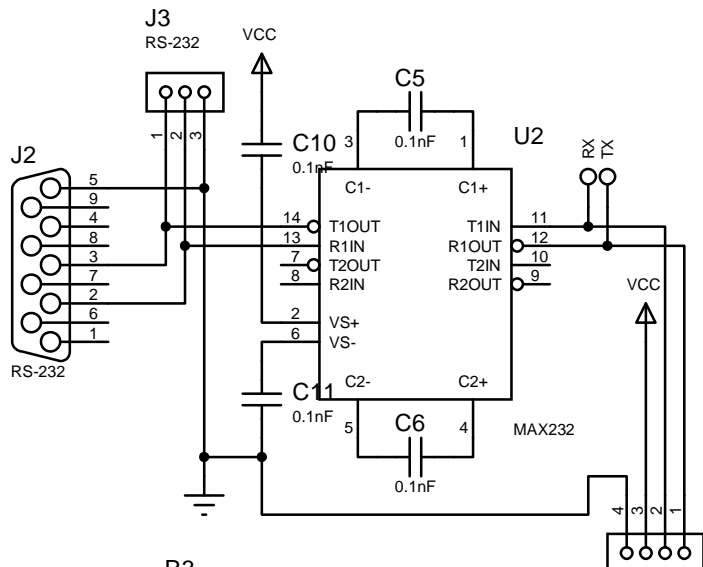 J3
RS-232
VCC
1
2
3
C5
0.1nF
3
1
C10
0.1nF
U2
RX
TX
J2
5
9
4
8
3
7
2
6
1
RS-232
C1-
C1+
14
T1OUT
T1IN
11
13
R1IN
R1OUT
12
7
T2OUT
T2IN
10
8
R2IN
R2OUT
9
2
VS+
6
VS-
VCC
C2-
C2+
C11
0.1nF
5
4
C6
0.1nF
MAX232
4
3
2
1